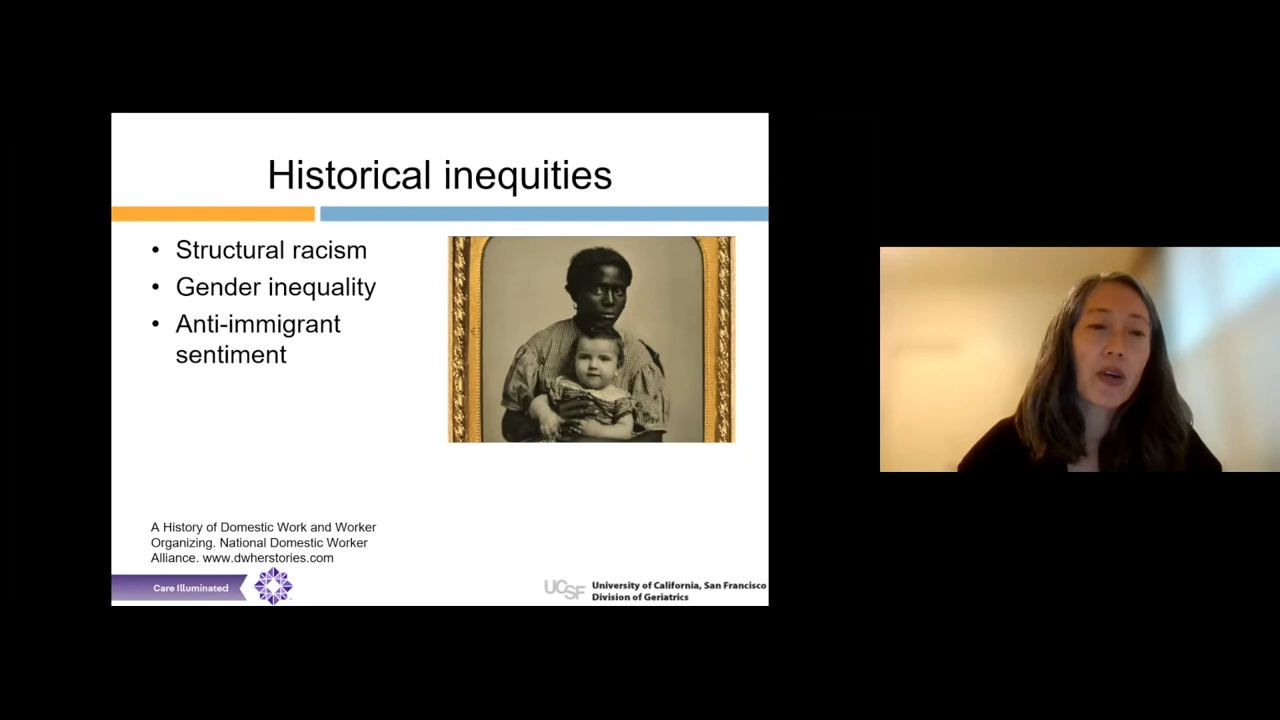 Historical inequities
• Structural racism
• Gender inequality
• Anti-immigrant
sentiment
A History of Domestic Work and Worker
Organizing. National Domestic Worker
Alliance. www.dwherstories.com
Care Illuminated
UCSF
University of California, San Francisco
Division of Geriatrics